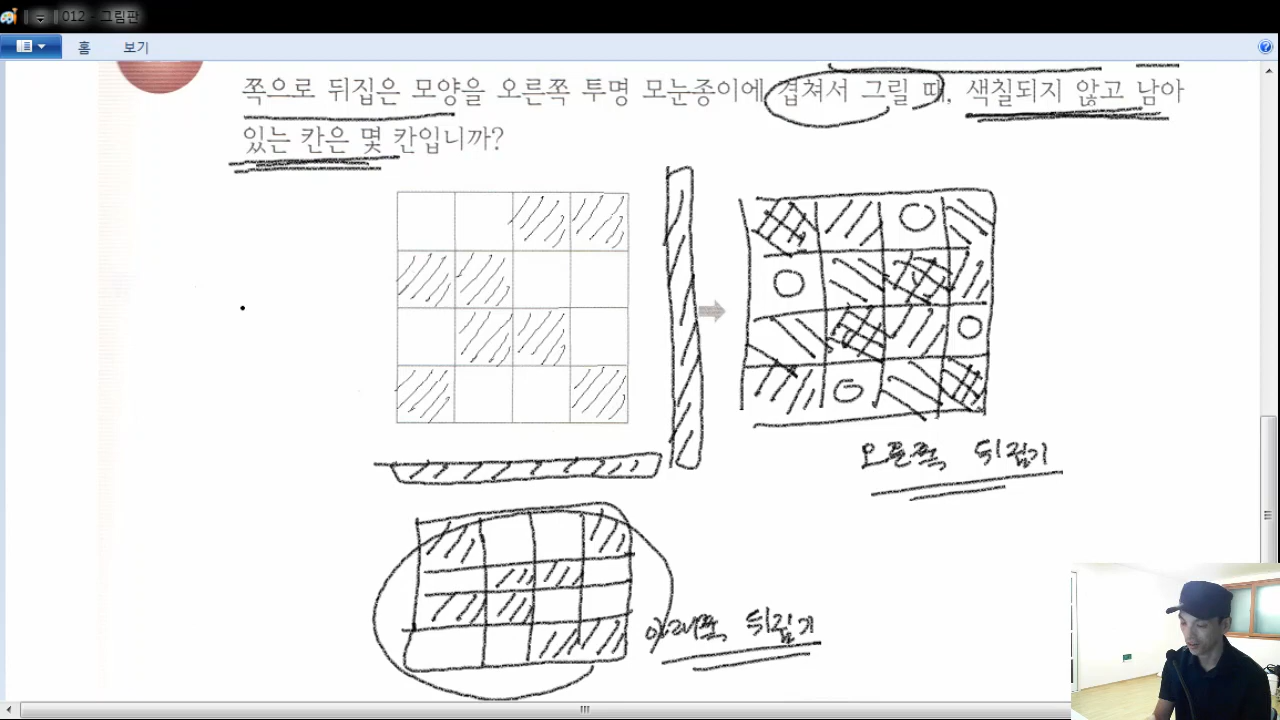 012 - 그림판
홈 보기
쪽으로 뒤집은 모양을 오른쪽 투명 모눈종이에 겹쳐서 그릴 때, 색칠되지 않고 남아
있는 칸은 몇 칸입니까?
오른쪽 뒤집기
아래쪽 뒤집기